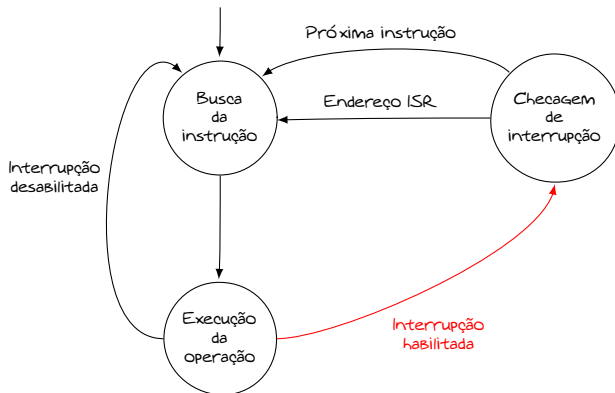 Próxima instrução
Busca
da
instrução
Endereço ISR
Checagem
de
interrupção
Interrupção
desabilitada
Execução
da
operação
Interrupção
habilitada